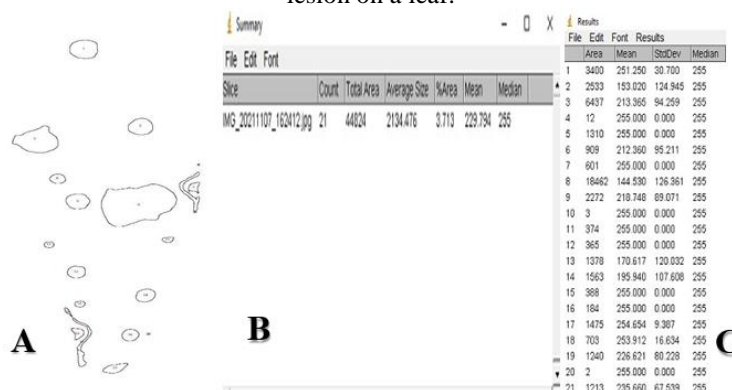 lesion on a leaf.
Summary
File Edit Font
Slice Count Total Area Average Size %Area Mean Median
IMG_20211107_162412.jpg 21 44824 2134.476 3.713 229.794 255
Results
File Edit Font Results
Area Mean StdDev Median
1 3400 251.250 30.700 255
2 2533 153.020 124.945 255
3 6437 213.365 94.259 255
4 12 255.000 0.000 255
5 1310 255.000 0.000 255
6 909 212.360 95.211 255
7 601 255.000 0.000 255
8 18462 144.530 126.361 255
9 2272 218.748 89.071 255
10 3 255.000 0.000 255
11 374 255.000 0.000 255
12 365 255.000 0.000 255
13 1378 170.617 120.032 255
14 1563 195.940 107.608 255
15 388 255.000 0.000 255
16 184 255.000 0.000 255
17 1475 254.654 9.387 255
18 703 253.912 16.634 255
19 1240 226.621 80.228 255
20 2 255.000 0.000 255
21 1213 235.660 67.539 255
A
B
C